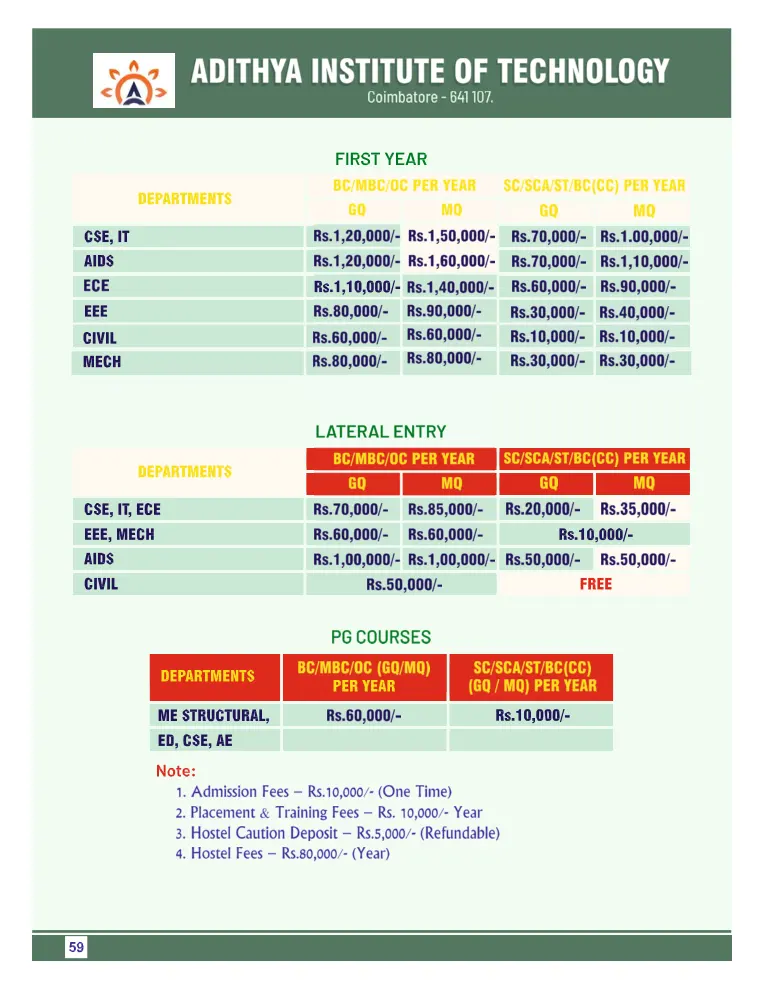 ADITHYA INSTITUTE OF TECHNOLOGY
Coimbatore - 641 107.
FIRST YEAR
DEPARTMENTS BC/MBC/OC PER YEAR SC/SCA/ST/BC(CC) PER YEAR
GQ MQ GQ MQ
CSE, IT Rs.1,20,000/- Rs.1,50,000/- Rs.70,000/- Rs.1.00,000/-
AIDS Rs.1,20,000/- Rs.1,60,000/- Rs.70,000/- Rs.1,10,000/-
ECE Rs.1,10,000/- Rs.1,40,000/- Rs.60,000/- Rs.90,000/-
EEE Rs.80,000/- Rs.90,000/- Rs.30,000/- Rs.40,000/-
CIVIL Rs.60,000/- Rs.60,000/- Rs.10,000/- Rs.10,000/-
MECH Rs.80,000/- Rs.80,000/- Rs.30,000/- Rs.30,000/-
LATERAL ENTRY
DEPARTMENTS BC/MBC/OC PER YEAR SC/SCA/ST/BC(CC) PER YEAR
GQ MQ GQ MQ
CSE, IT, ECE Rs.70,000/- Rs.85,000/- Rs.20,000/- Rs.35,000/-
EEE, MECH Rs.60,000/- Rs.60,000/- Rs.10,000/-
AIDS Rs.1,00,000/- Rs.1,00,000/- Rs.50,000/- Rs.50,000/-
CIVIL Rs.50,000/- FREE
PG COURSES
DEPARTMENTS BC/MBC/OC (GQ/MQ) SC/SCA/ST/BC(CC)
PER YEAR (GQ / MQ) PER YEAR
ME STRUCTURAL, Rs.60,000/- Rs.10,000/-
ED, CSE, AE
Note:
1. Admission Fees – Rs.10,000/- (One Time)
2. Placement & Training Fees – Rs. 10,000/- Year
3. Hostel Caution Deposit – Rs.5,000/- (Refundable)
4. Hostel Fees – Rs.80,000/- (Year)
59